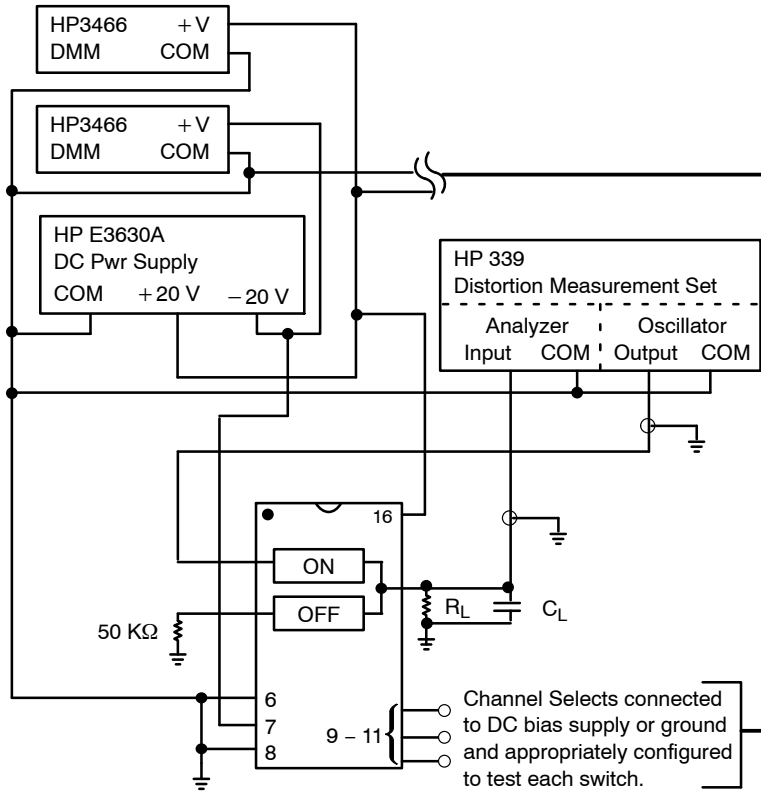 HP3466 +V
DMM COM
HP3466 +V
DMM COM
HP E3630A
DC Pwr Supply
COM +20 V −20 V
HP 339
Distortion Measurement Set
Analyzer Oscillator
Input COM Output COM
16
ON
OFF
50 KΩ
RL
CL
6
7
8
9 − 11
Channel Selects connected
to DC bias supply or ground
and appropriately configured
to test each switch.